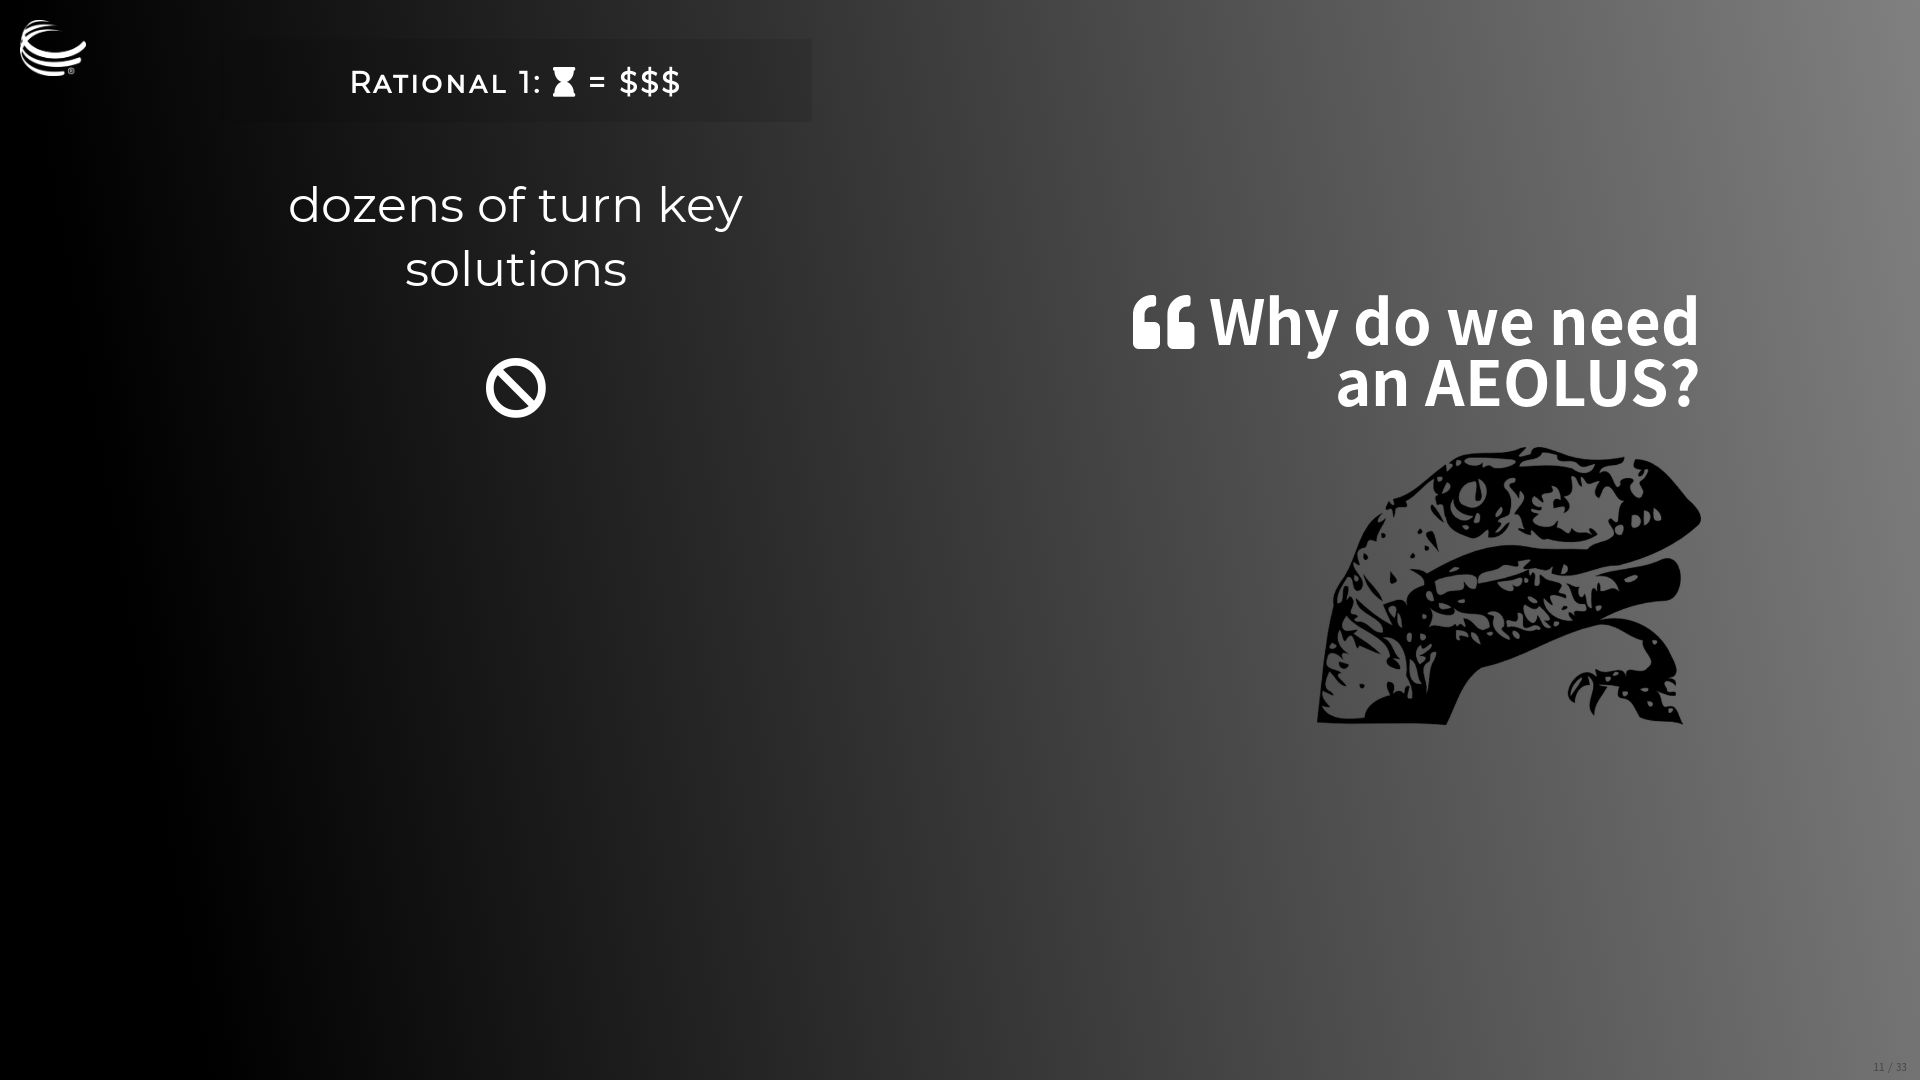 Rational 1: ⌛ = $$$
dozens of turn key
solutions
“ Why do we need
an AEOLUS?
11 / 33